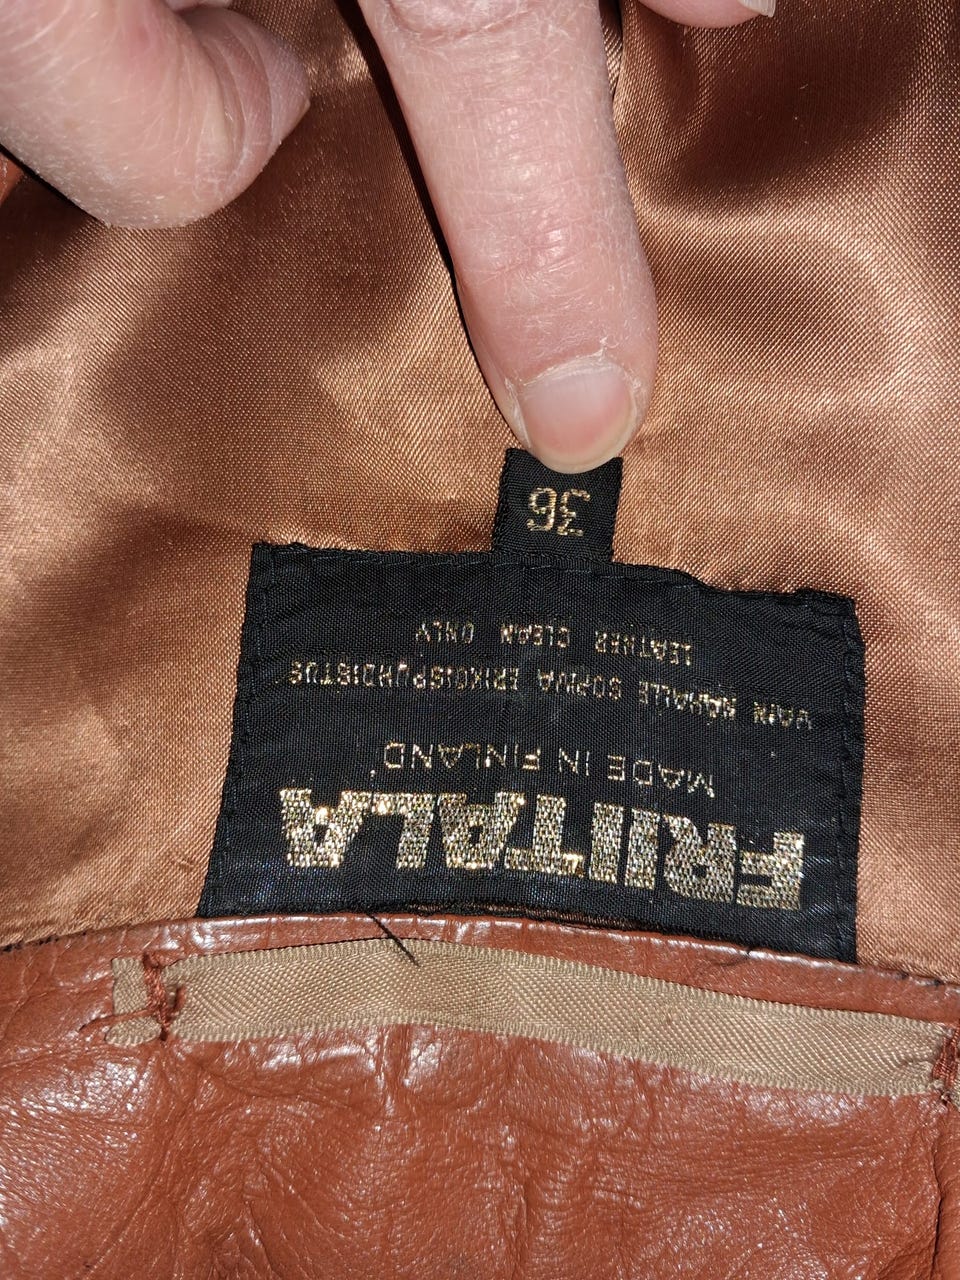 FRIITALA
MADE IN FINLAND
VAIN NAHALLE SOPIVA ERIKOISPUHDISTUS
LEATHER CLEAN ONLY
36